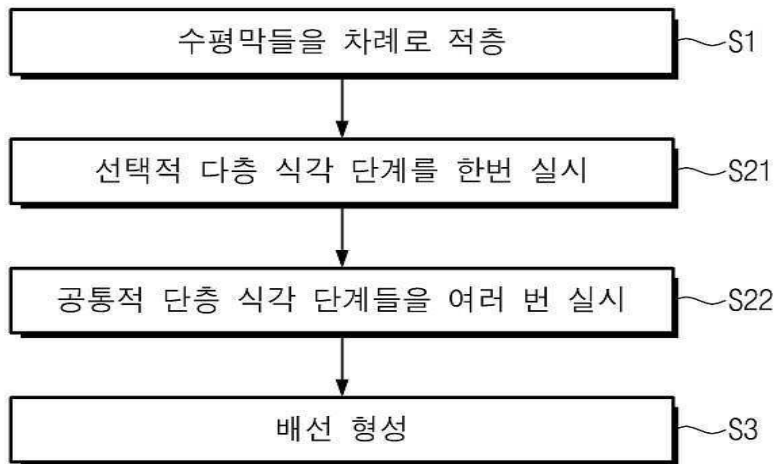 수평막들을 차례로 적층 S1
선택적 다층 식각 단계를 한번 실시 S21
공통적 단층 식각 단계들을 여러 번 실시 S22
배선 형성 S3